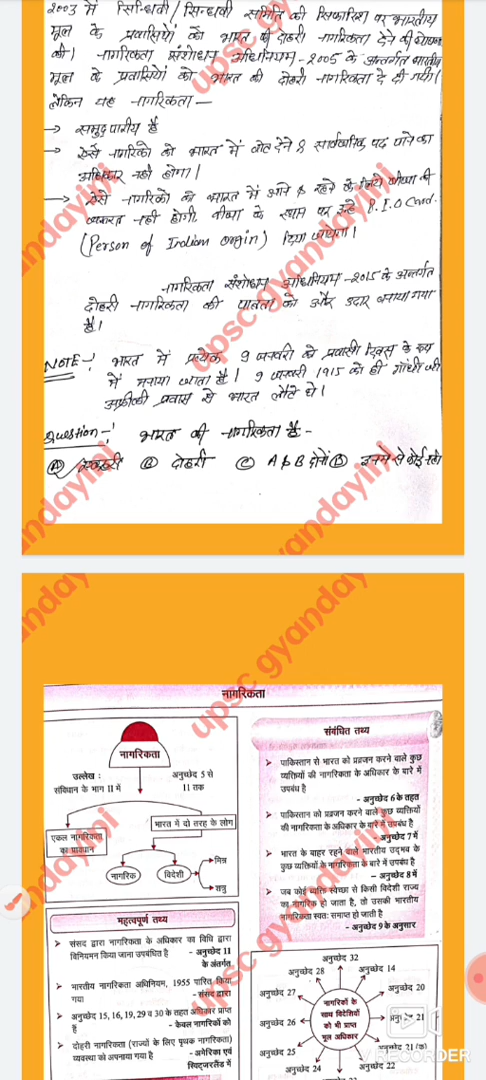 2003 में सिन्धिवी / सिन्धवी समिति की सिफारिश पर भारतीय
मूल के प्रवासियों को भारत की दोहरी नागरिकता देने की घोषणा
की। नागरिकता संशोधन अधिनियम - 2005 के अन्तर्गत भारतीय
मूल के प्रवासियों को भारत की दोहरी नागरिकता दे दी गयी।
लेकिन यह नागरिकता —
→ समुद्रपारीय है
→ ऐसे नागरिकों को भारत में वोट देने & सार्वजनिक पद पाने का
अधिकार नहीं होगा।
→ ऐसे नागरिकों को भारत में आने & रहने के लिये वीजा की
जरूरत नहीं होगी वीजा के स्थान पर इन्हें P.I.O Card.
(Person of Indian Origin) दिया जायेगा।
नागरिकता संशोधन अधिनियम - 2015 के अन्तर्गत
दोहरी नागरिकता की पात्रता को और उदार बनाया गया
है।
NOTE -: भारत में प्रत्येक 9 जनवरी को प्रवासी दिवस के रूप
में मनाया जाता है। 9 जनवरी 1915 को ही गांधी जी
अफ्रीकी प्रवास से भारत लौटे थे।
Question -: भारत की नागरिकता है -
(A) इकहरी (B) दोहरी (C) A & B दोनों (D) इनमें से कोई नहीं
upsc gyandayini
नागरिकता
नागरिकता
उल्लेख : अनुच्छेद 5 से
संविधान के भाग II में 11 तक
एकल नागरिकता
का प्रावधान
भारत में दो तरह के लोग
नागरिक विदेशी
मित्र
शत्रु
महत्वपूर्ण तथ्य
➤ संसद द्वारा नागरिकता के अधिकार का विधि द्वारा
विनियमन किया जाना उपबंधित है - अनुच्छेद 11
के अंतर्गत
➤ भारतीय नागरिकता अधिनियम, 1955 पारित किया
गया - संसद द्वारा
➤ अनुच्छेद 15, 16, 19, 29 व 30 के तहत अधिकार प्राप्त
हैं - केवल नागरिकों को
➤ दोहरी नागरिकता (राज्यों के लिए पृथक नागरिकता)
व्यवस्था को अपनाया गया है - अमेरिका एवं
स्विट्जरलैंड में
संबंधित तथ्य
➤ पाकिस्तान से भारत को प्रव्रजन करने वाले कुछ
व्यक्तियों की नागरिकता के अधिकार के बारे में
उपबंध है
- अनुच्छेद 6 के तहत
➤ पाकिस्तान को प्रव्रजन करने वाले कुछ व्यक्तियों
की नागरिकता के अधिकार के बारे में उपबंध है
- अनुच्छेद 7 में
➤ भारत के बाहर रहने वाले भारतीय उद्भव के
कुछ व्यक्तियों के नागरिकता के बारे में उपबंध है
- अनुच्छेद 8 में
➤ जब कोई व्यक्ति स्वेच्छा से किसी विदेशी राज्य
का नागरिक हो जाता है, तो उसकी भारतीय
नागरिकता स्वतः समाप्त हो जाती है
- अनुच्छेद 9 के अनुसार
अनुच्छेद 32
अनुच्छेद 28 अनुच्छेद 14
अनुच्छेद 27 अनुच्छेद 20
नागरिकों के
साथ विदेशियों
को भी प्राप्त
मूल अधिकार
अनुच्छेद 26 21
अनुच्छेद 25 21 (क)
अनुच्छेद 24 अनुच्छेद 22
V RECORDER